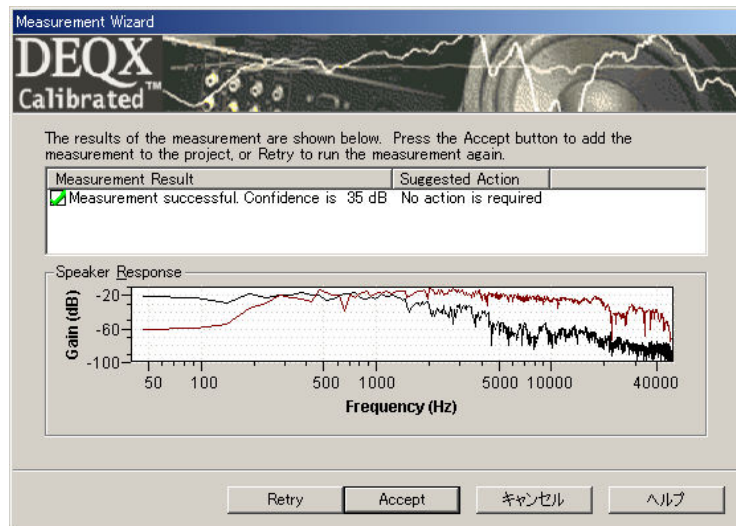 Measurement Wizard
DEQX
Calibrated™
The results of the measurement are shown below. Press the Accept button to add the
measurement to the project, or Retry to run the measurement again.
Measurement Result Suggested Action
Measurement successful. Confidence is 35 dB No action is required
Speaker Response
Gain (dB)
-20
-60
-100
50 100 500 1000 5000 10000 40000
Frequency (Hz)
Retry Accept キャンセル ヘルプ